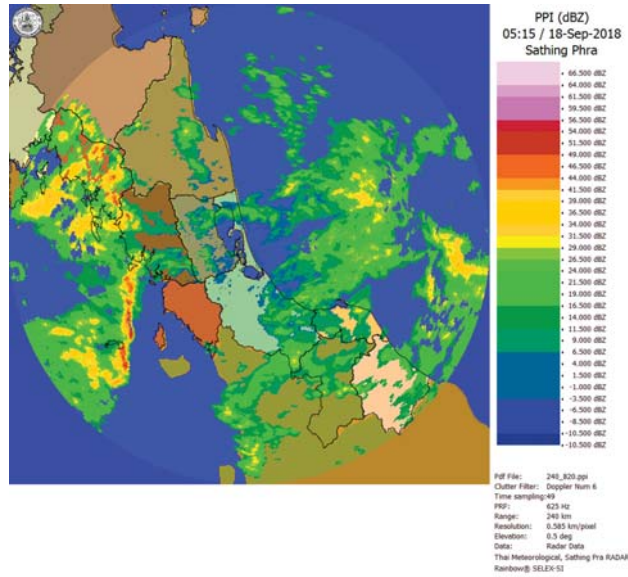 PPI (dBZ)
05:15 / 18-Sep-2018
Sathing Phra
66.500 dBZ
64.000 dBZ
61.500 dBZ
59.500 dBZ
56.500 dBZ
54.000 dBZ
51.500 dBZ
49.000 dBZ
46.500 dBZ
44.000 dBZ
41.500 dBZ
39.000 dBZ
36.500 dBZ
34.000 dBZ
31.500 dBZ
29.000 dBZ
26.500 dBZ
24.000 dBZ
21.500 dBZ
19.000 dBZ
16.500 dBZ
14.000 dBZ
11.500 dBZ
9.000 dBZ
6.500 dBZ
4.000 dBZ
1.500 dBZ
-1.000 dBZ
-3.500 dBZ
-6.500 dBZ
-8.500 dBZ
-10.500 dBZ
-10.500 dBZ
Pdf File: 240_820.ppi
Clutter Filter: Doppler Num 6
Time sampling:49
PRF: 625 Hz
Range: 240 km
Resolution: 0.585 km/pixel
Elevation: 0.5 deg
Data: Radar Data
Thai Meteorological, Sathing Pra RADAR
Rainbow® SELEX-SI